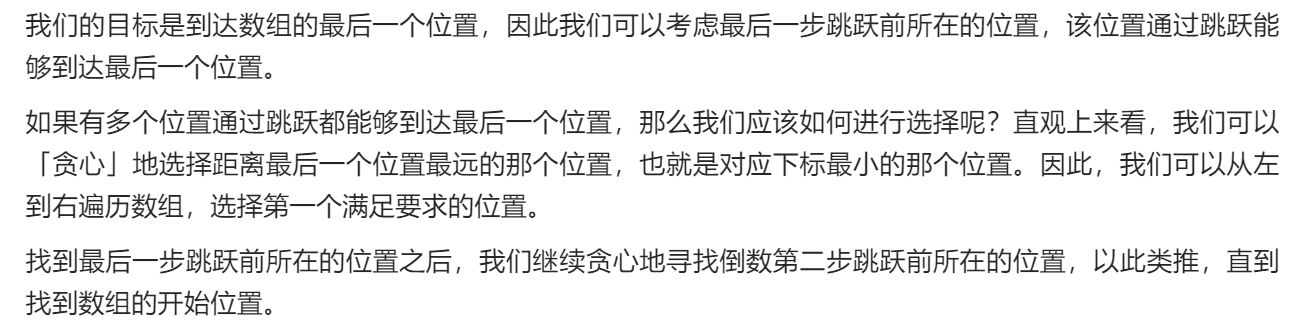 我们的目标是到达数组的最后一个位置，因此我们可以考虑最后一步跳跃前所在的位置，该位置通过跳跃能
够到达最后一个位置。
如果有多个位置通过跳跃都能够到达最后一个位置，那么我们应该如何进行选择呢？直观上来看，我们可以
「贪心」地选择距离最后一个位置最远的那个位置，也就是对应下标最小的那个位置。因此，我们可以从左
到右遍历数组，选择第一个满足要求的位置。
找到最后一步跳跃前所在的位置之后，我们继续贪心地寻找倒数第二步跳跃前所在的位置，以此类推，直到
找到数组的开始位置。